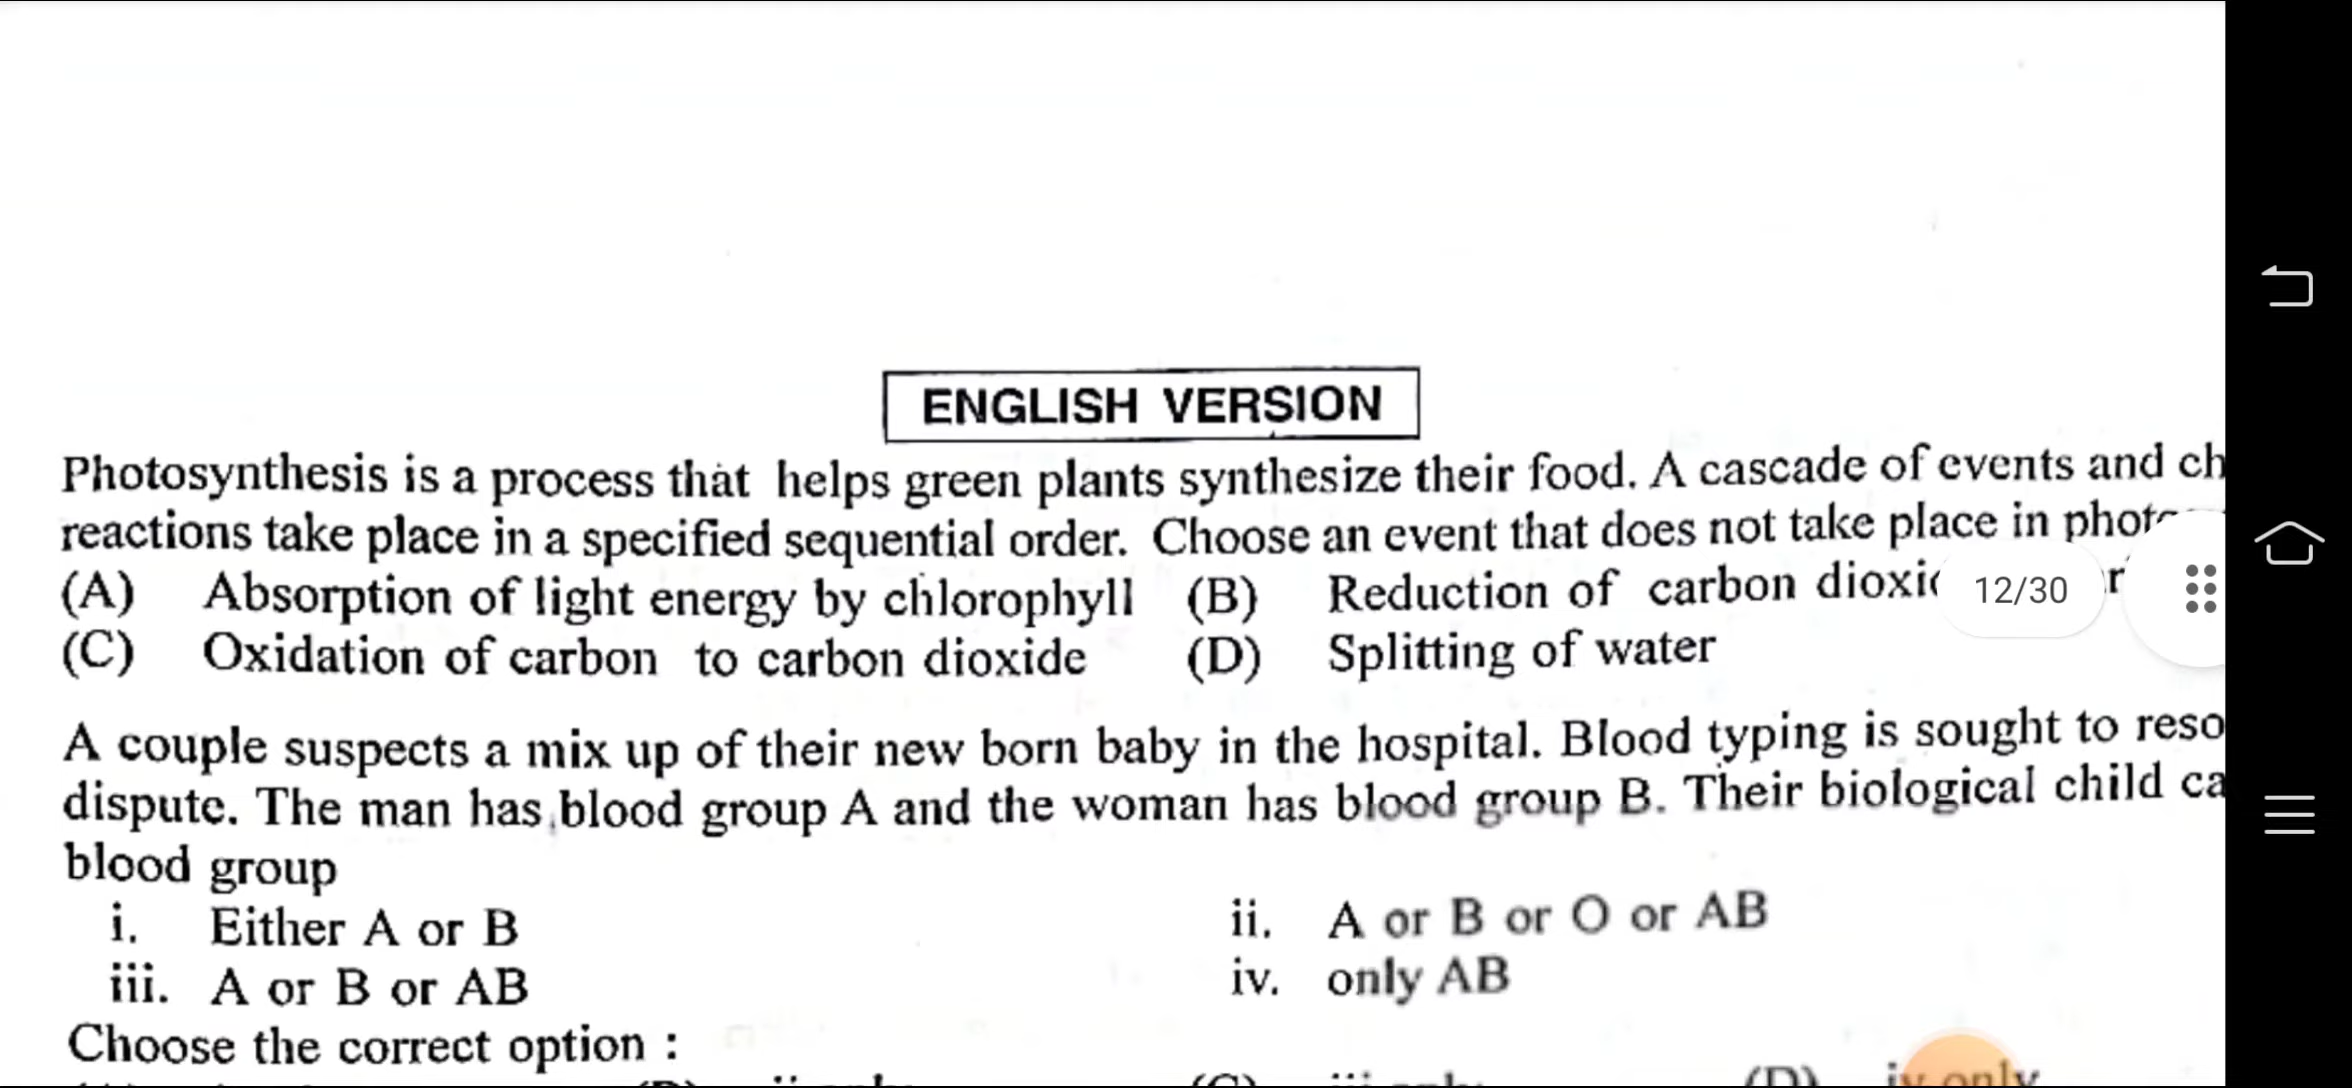 ENGLISH VERSION
Photosynthesis is a process that helps green plants synthesize their food. A cascade of events and ch
reactions take place in a specified sequential order. Choose an event that does not take place in phot
(A) Absorption of light energy by chlorophyll (B) Reduction of carbon
12/30
(C) Oxidation of carbon to carbon dioxide (D) Splitting of water
A couple suspects a mix up of their new born baby in the hospital. Blood typing is sought to reso
dispute. The man has blood group A and the woman has blood group B. Their biological child ca
blood group
i. Either A or B ii. A or B or O or AB
iii. A or B or AB iv. only AB
Choose the correct option :
(D) iv only